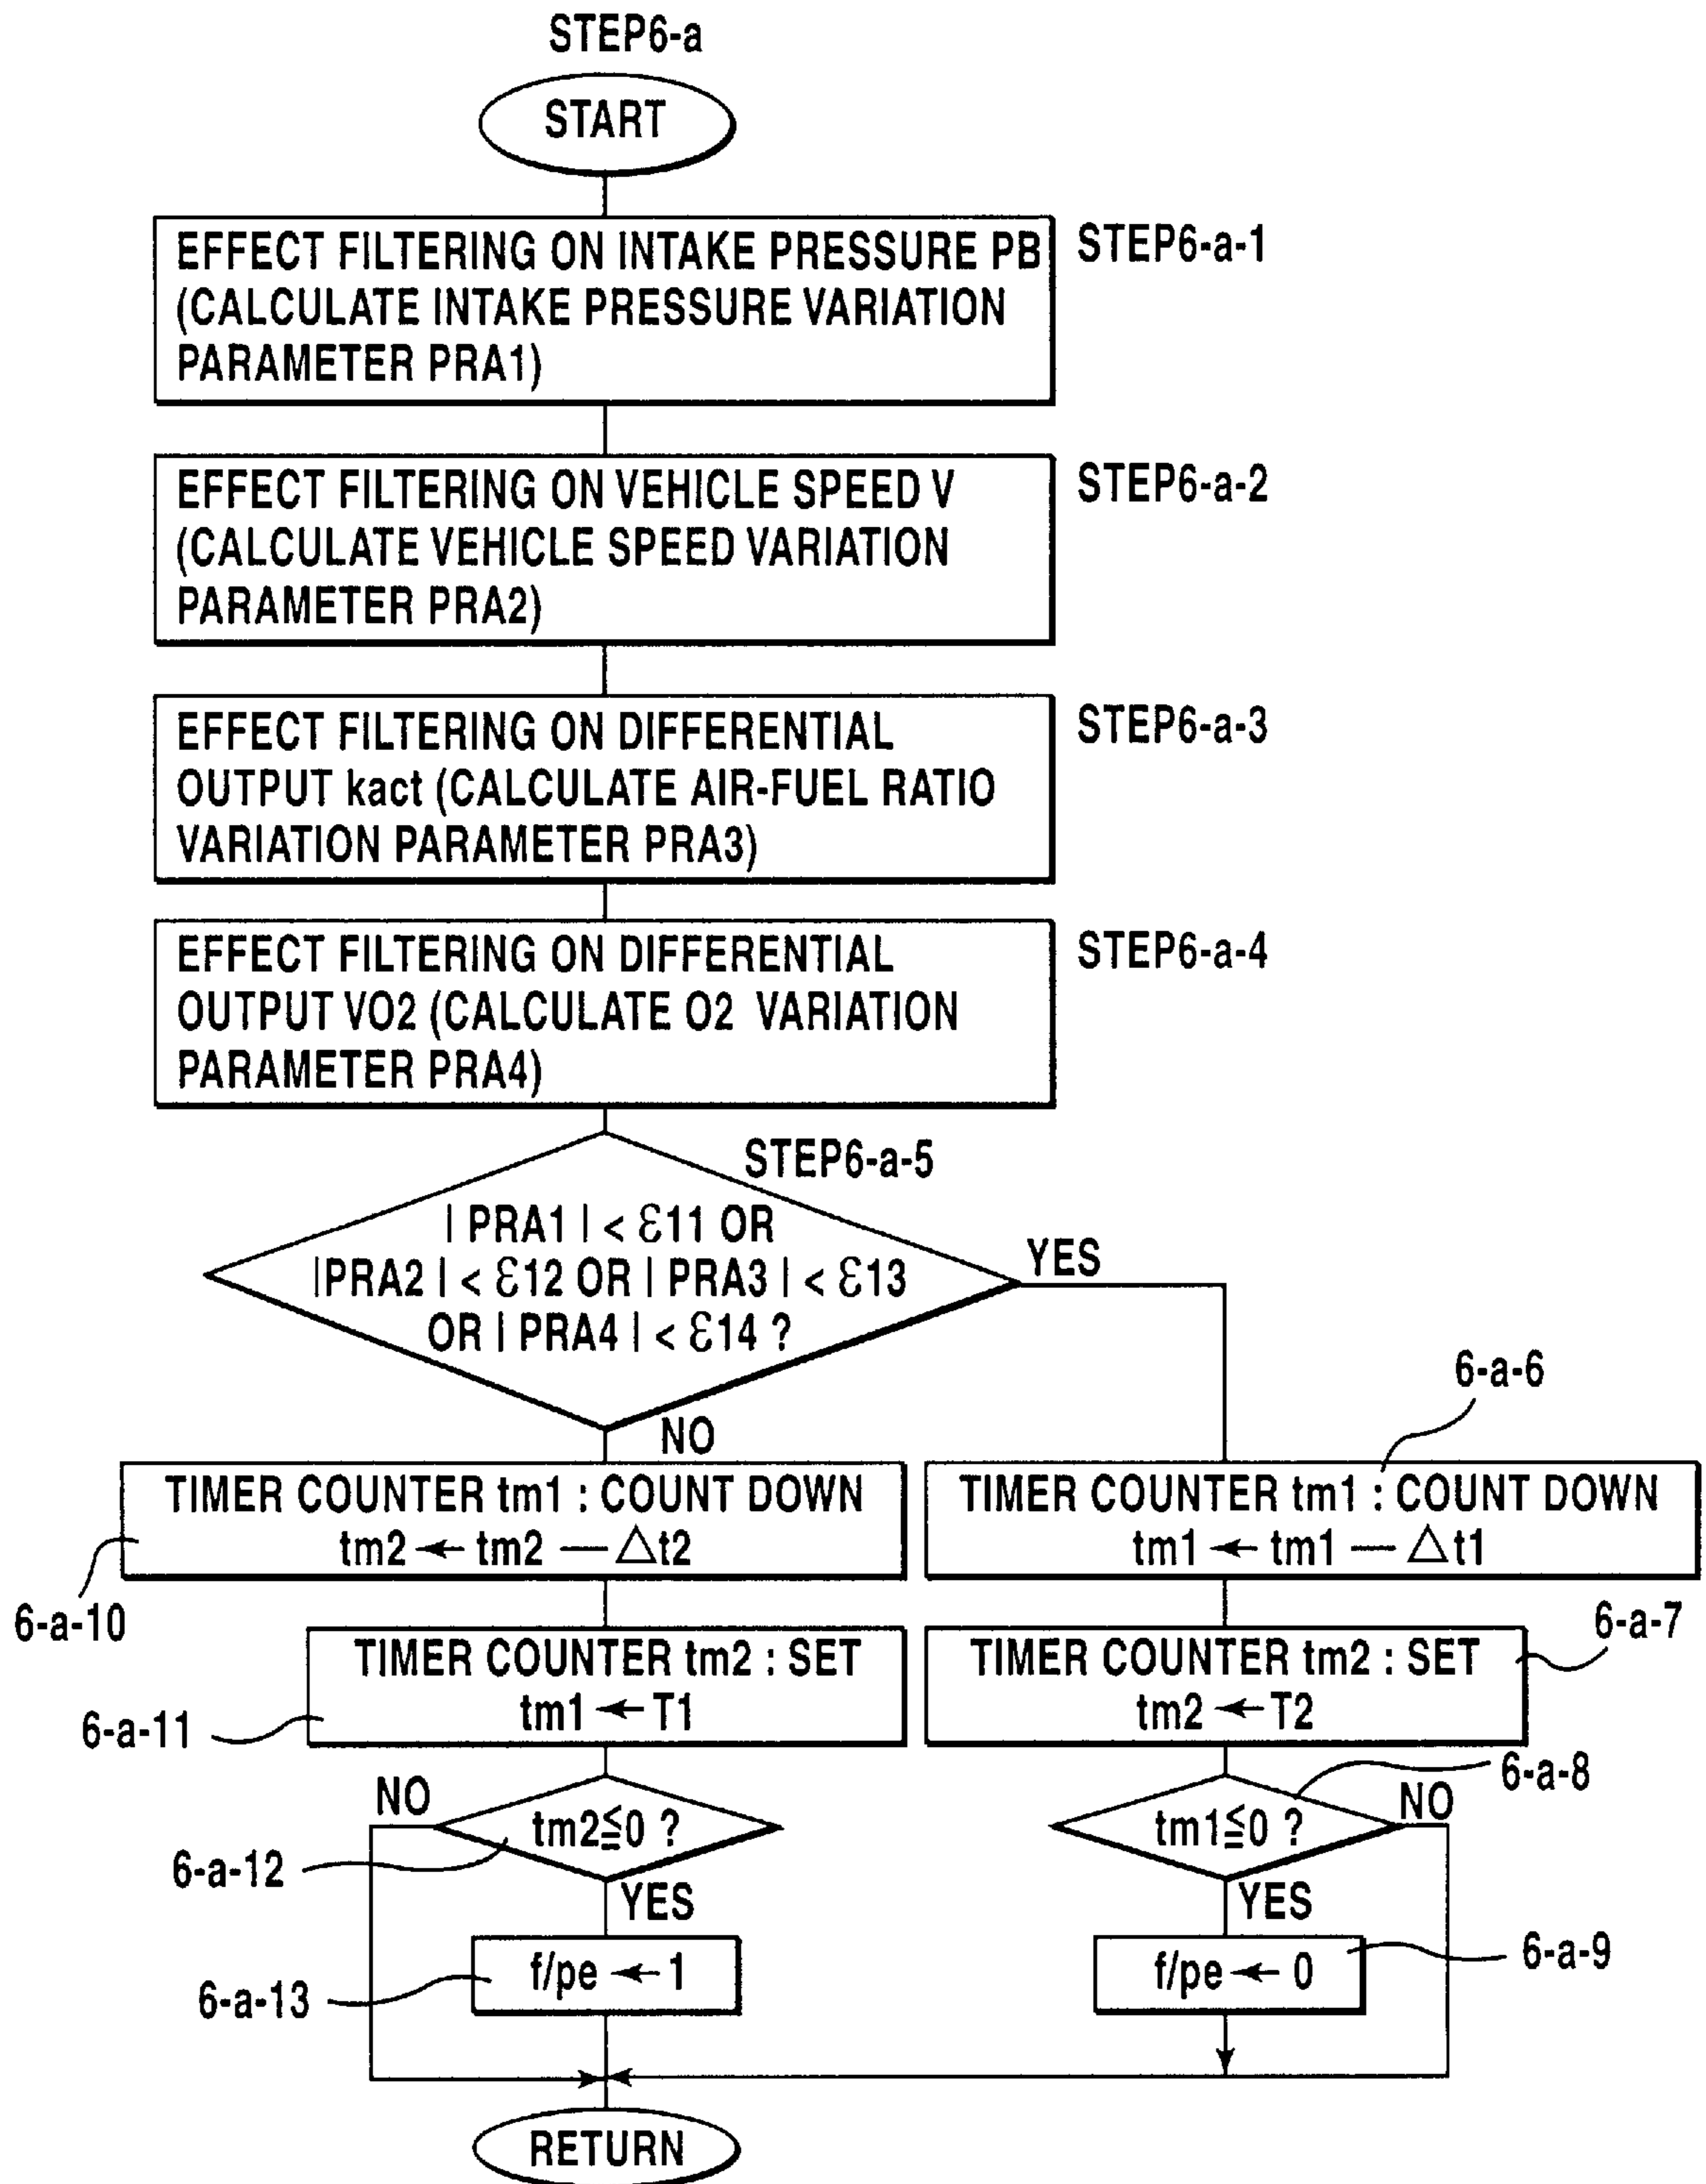 STEP6-a
START
EFFECT FILTERING ON INTAKE PRESSURE PB
(CALCULATE INTAKE PRESSURE VARIATION
PARAMETER PRA1)
STEP6-a-1
EFFECT FILTERING ON VEHICLE SPEED V
(CALCULATE VEHICLE SPEED VARIATION
PARAMETER PRA2)
STEP6-a-2
EFFECT FILTERING ON DIFFERENTIAL
OUTPUT kact (CALCULATE AIR-FUEL RATIO
VARIATION PARAMETER PRA3)
STEP6-a-3
EFFECT FILTERING ON DIFFERENTIAL
OUTPUT VO2 (CALCULATE O2 VARIATION
PARAMETER PRA4)
STEP6-a-4
STEP6-a-5
| PRA1 | < ε11 OR
|PRA2 | < ε12 OR | PRA3 | < ε13
OR | PRA4 | < ε14 ?
YES
NO
6-a-6
TIMER COUNTER tm1 : COUNT DOWN
tm2 ← tm2 — △t2
6-a-10
TIMER COUNTER tm1 : COUNT DOWN
tm1 ← tm1 — △t1
6-a-7
TIMER COUNTER tm2 : SET
tm1 ← T1
6-a-11
TIMER COUNTER tm2 : SET
tm2 ← T2
6-a-8
NO
tm2≦0 ?
6-a-12
YES
tm1≦0 ?
NO
YES
f/pe ← 1
6-a-13
f/pe ← 0
6-a-9
RETURN